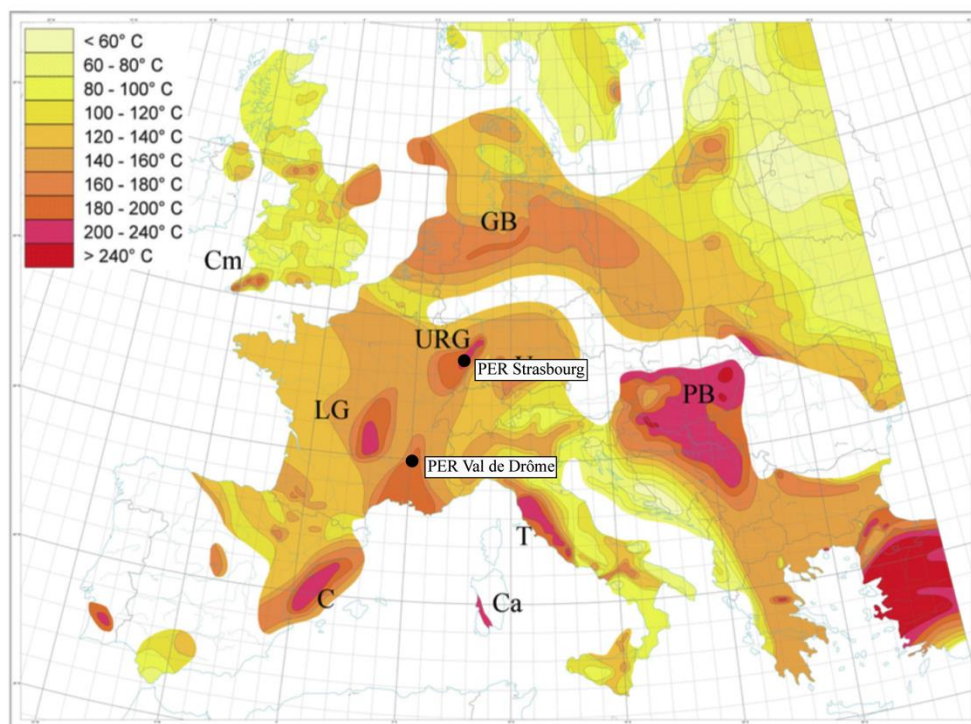 < 60° C
60 - 80° C
80 - 100° C
100 - 120° C
120 - 140° C
140 - 160° C
160 - 180° C
180 - 200° C
200 - 240° C
> 240° C
GB
Cm
URG
PER Strasbourg
PB
LG
PER Val de Drôme
T
C
Ca